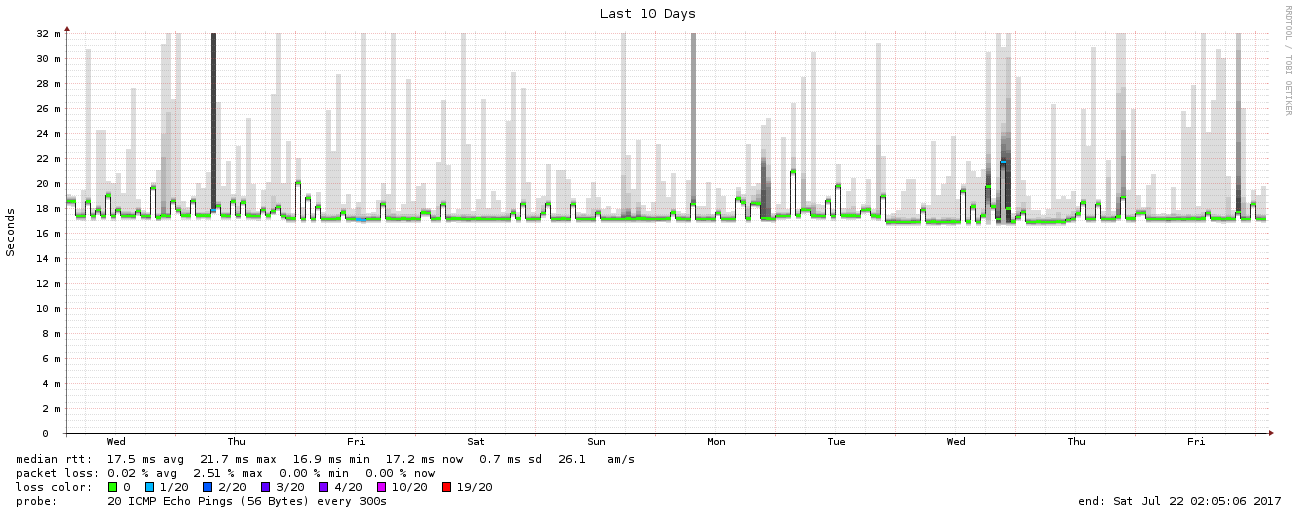 Last 10 Days
RRDTOOL / TOBI OETIKER
Seconds
32 m
30 m
28 m
26 m
24 m
22 m
20 m
18 m
16 m
14 m
12 m
10 m
8 m
6 m
4 m
2 m
0
Wed Thu Fri Sat Sun Mon Tue Wed Thu Fri
median rtt: 17.5 ms avg 21.7 ms max 16.9 ms min 17.2 ms now 0.7 ms sd 26.1 am/s
packet loss: 0.02 % avg 2.51 % max 0.00 % min 0.00 % now
loss color: 0 1/20 2/20 3/20 4/20 10/20 19/20
probe: 20 ICMP Echo Pings (56 Bytes) every 300s end: Sat Jul 22 02:05:06 2017